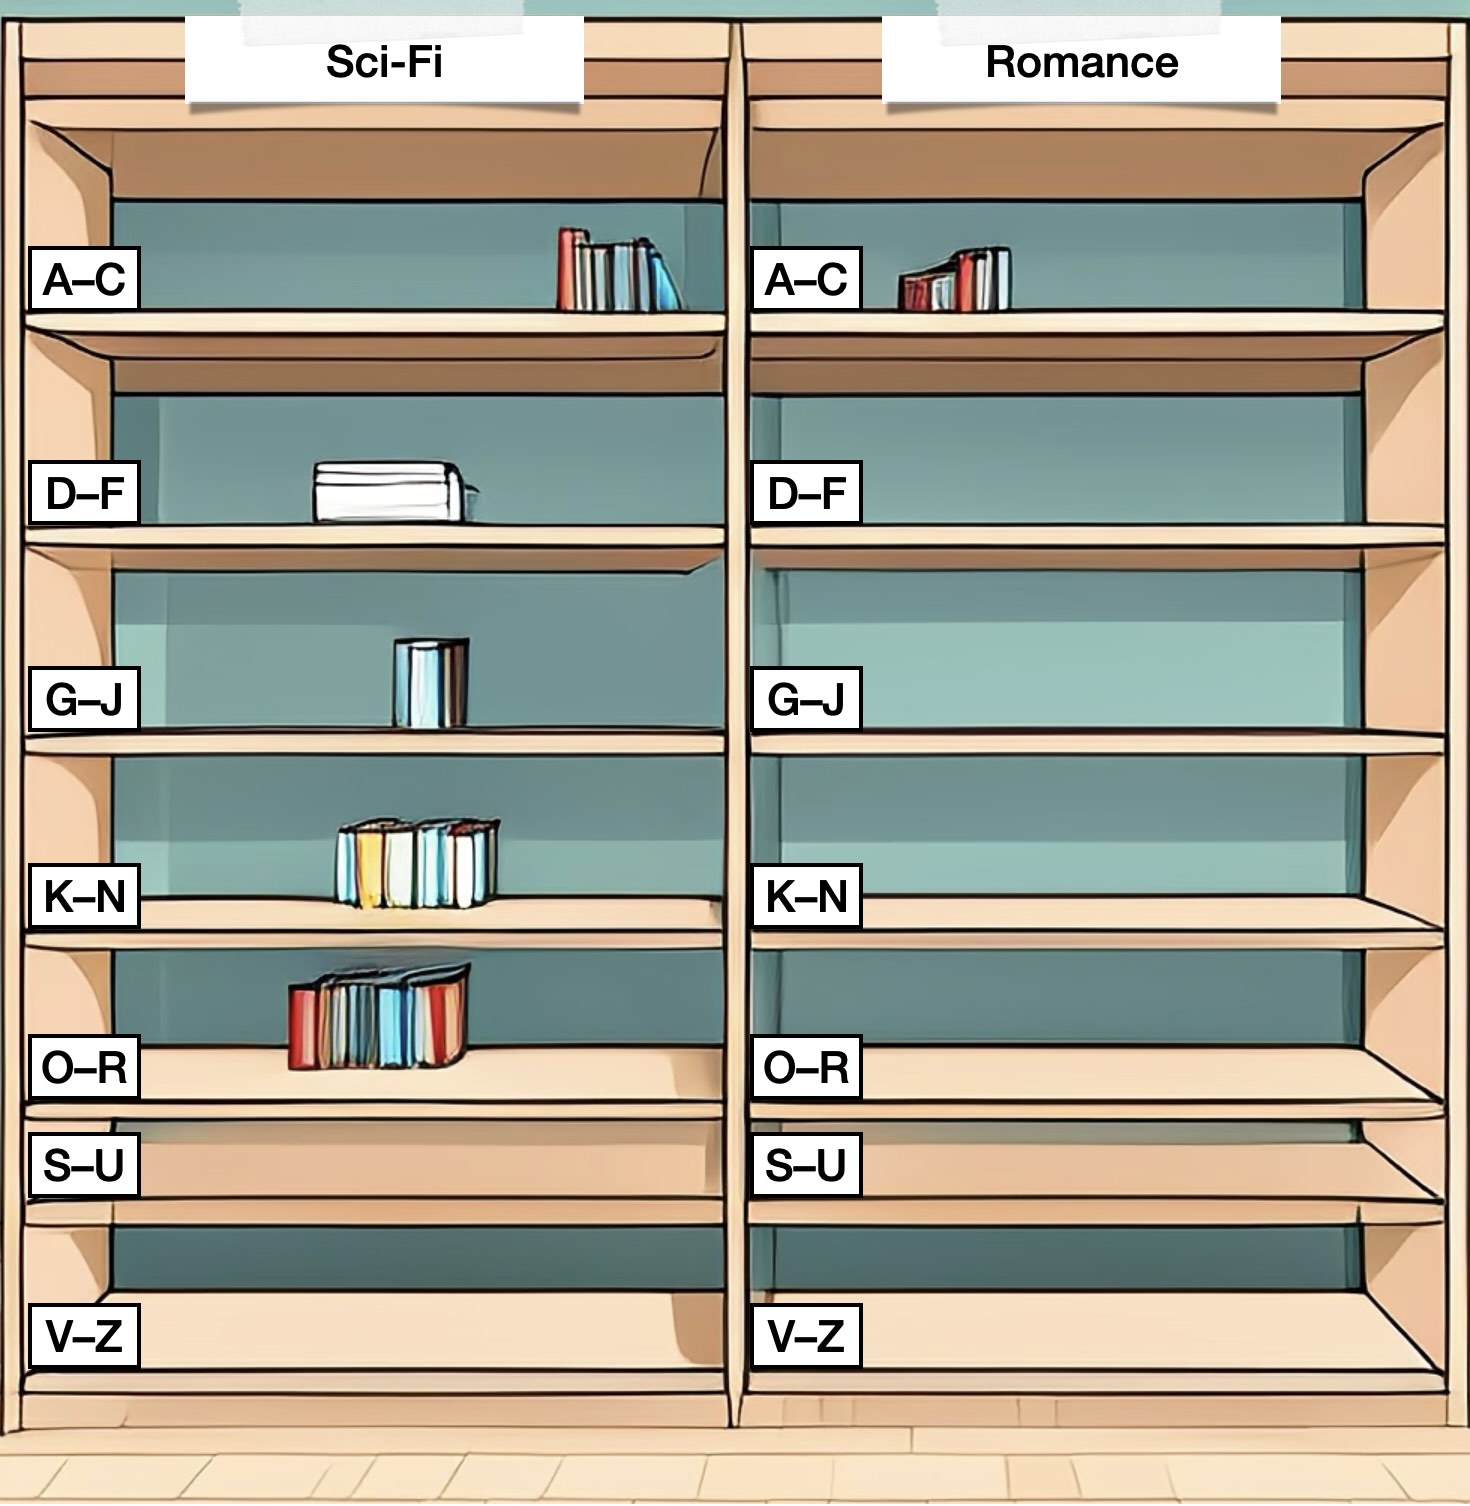 Sci-Fi
A–C
D–F
G–J
K–N
O–R
S–U
V–Z
Romance
A–C
D–F
G–J
K–N
O–R
S–U
V–Z